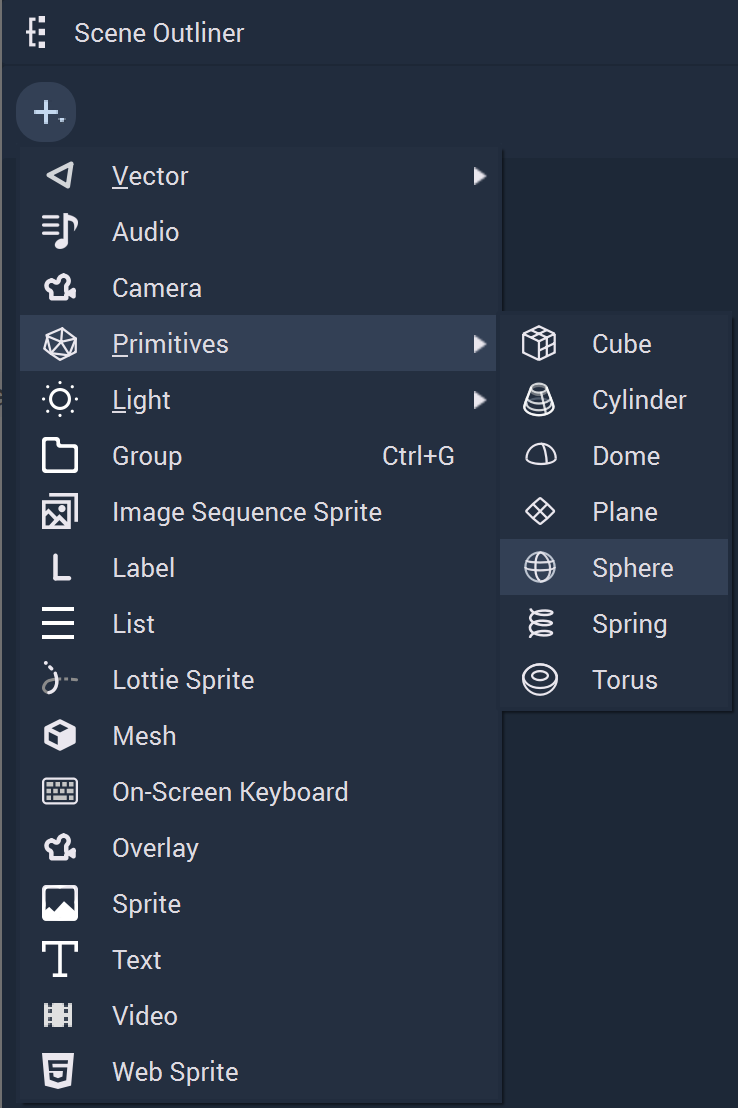 Scene Outliner
Vector
Audio
Camera
Primitives
Light
Group Ctrl+G
Image Sequence Sprite
Label
List
Lottie Sprite
Mesh
On-Screen Keyboard
Overlay
Sprite
Text
Video
Web Sprite
Cube
Cylinder
Dome
Plane
Sphere
Spring
Torus